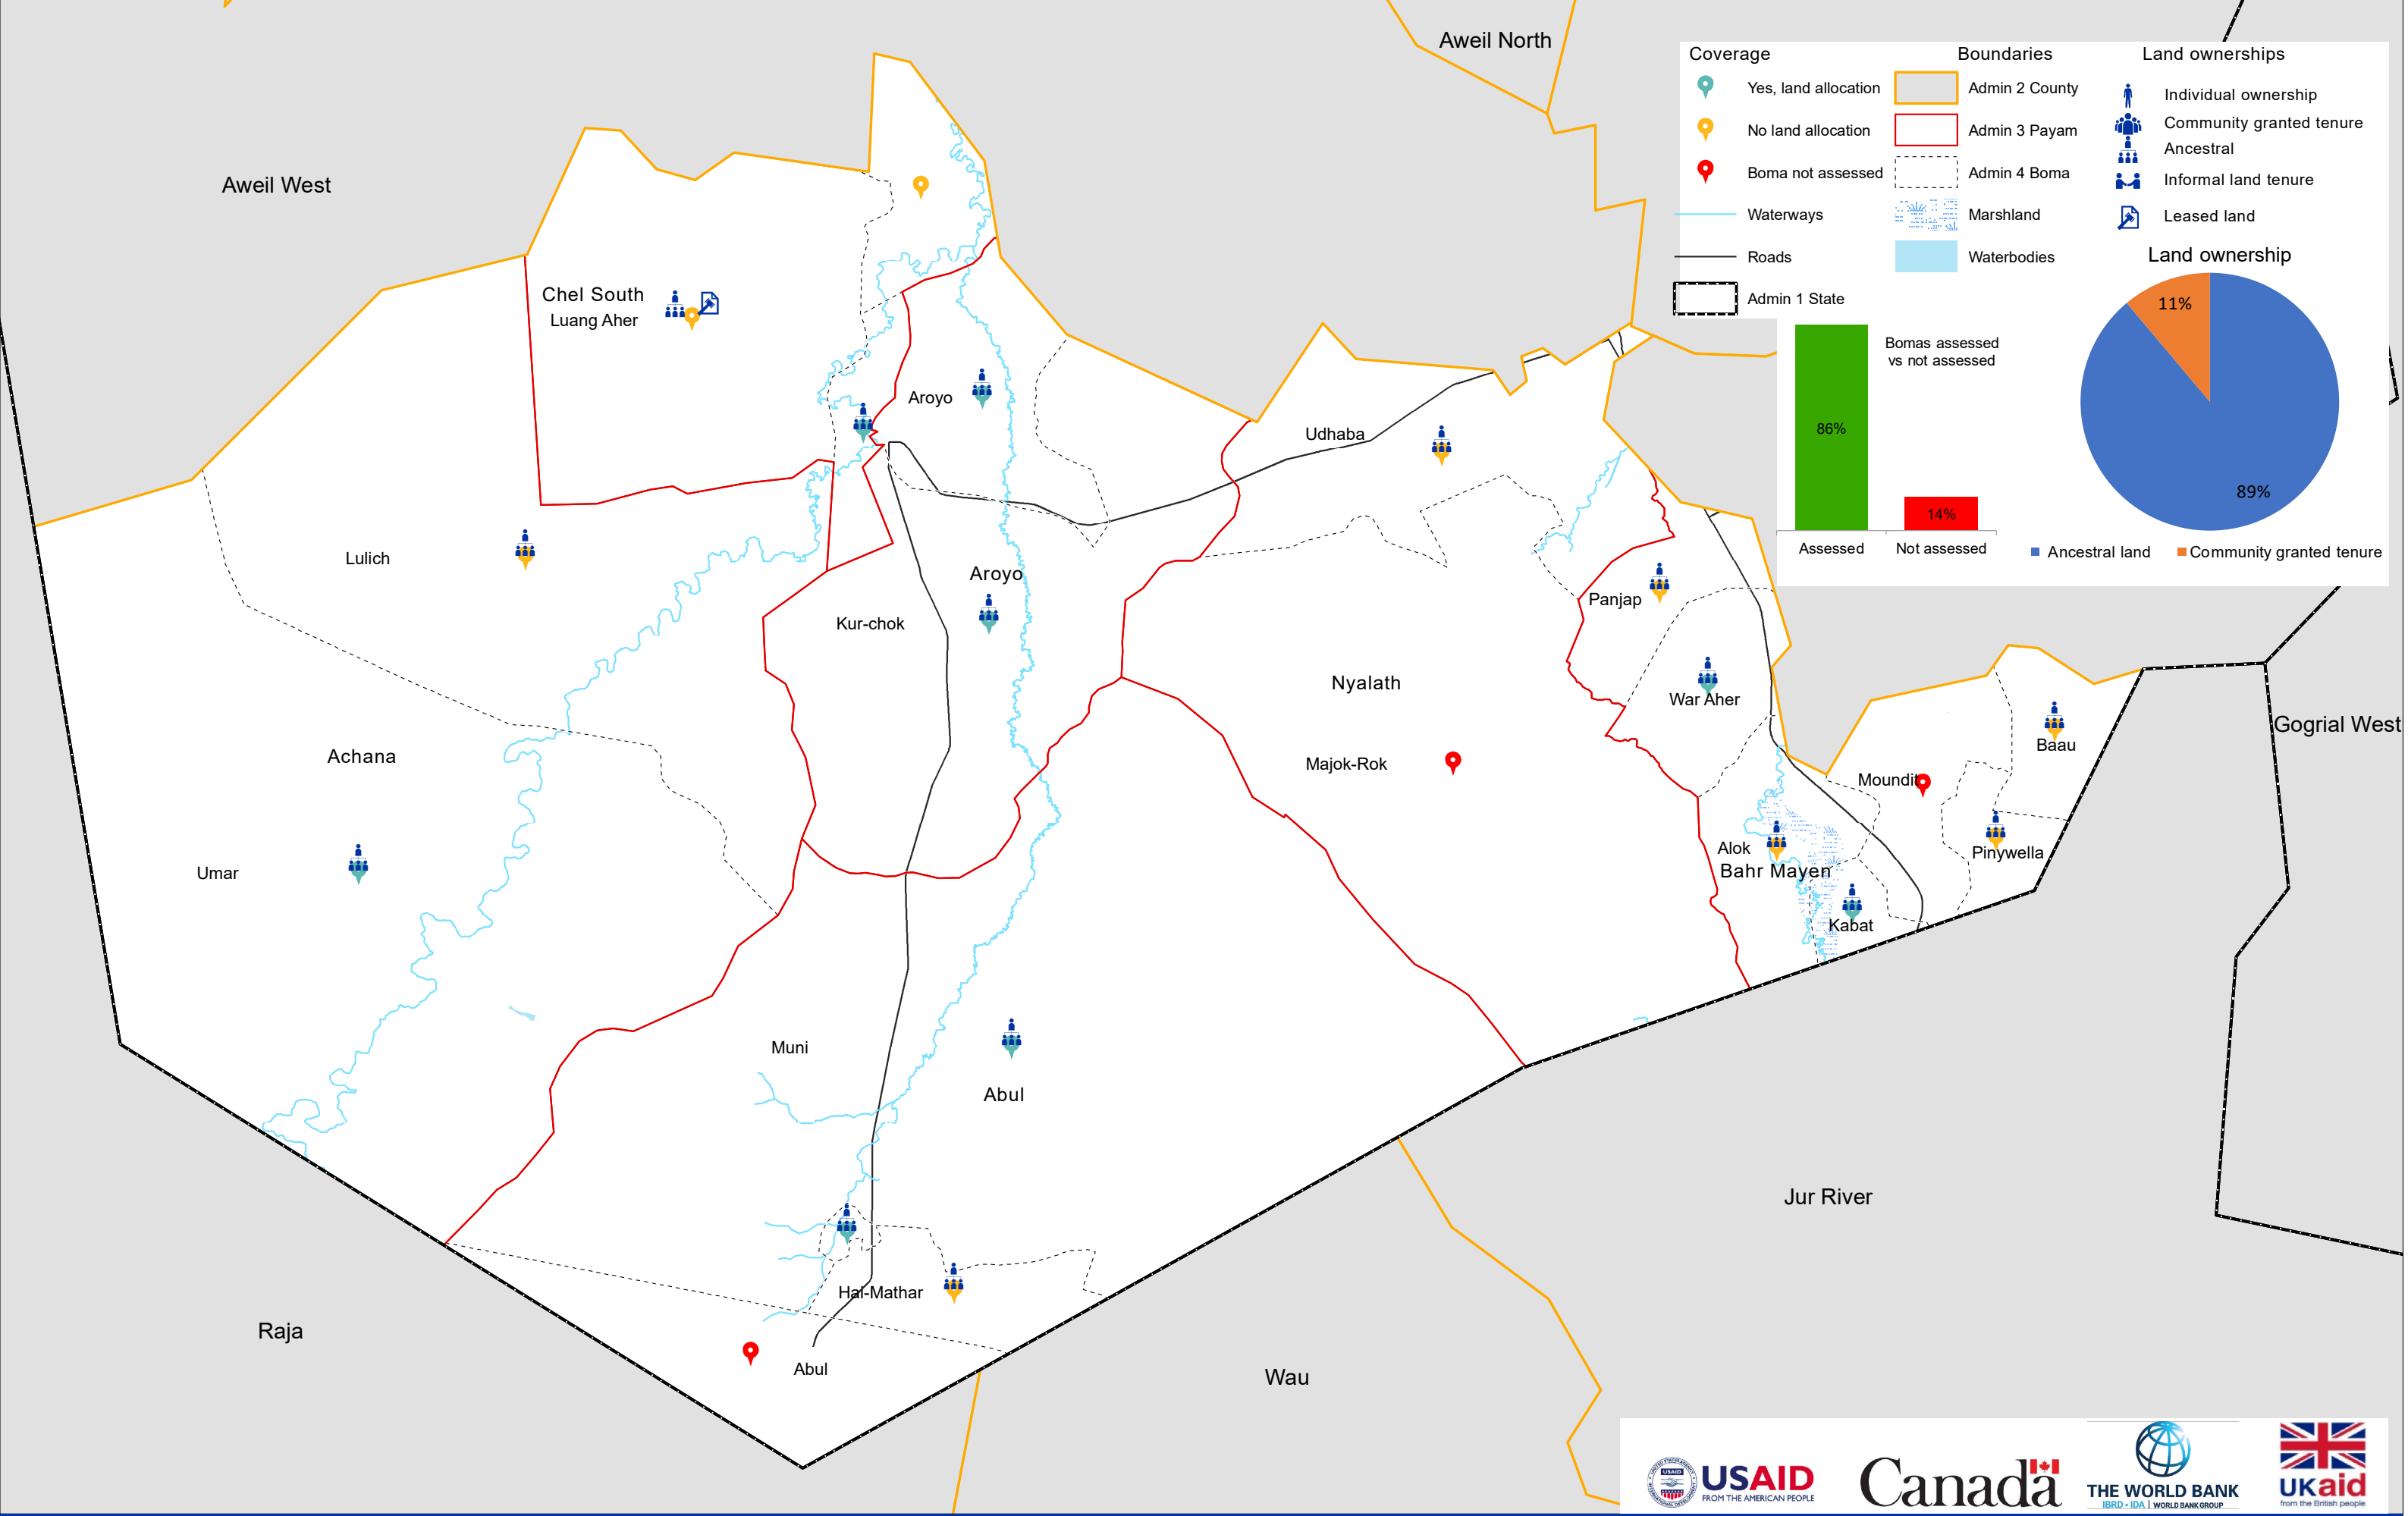 Aweil North
Aweil West
Chel South
Luang Aher
Aroyo
Udhaba
Lulich
Aroyo
Kur-chok
Panjap
Nyalath
War Aher
Majok-Rok
Achana
Umar
Gogrial West
Baau
Moundit
Pinywella
Alok
Bahr Mayen
Kabat
Muni
Abul
Jur River
Hai-Mathar
Raja
Abul
Wau
Coverage
Yes, land allocation
No land allocation
Boma not assessed
Waterways
Roads
Admin 1 State
Boundaries
Admin 2 County
Admin 3 Payam
Admin 4 Boma
Marshland
Waterbodies
Land ownerships
Individual ownership
Community granted tenure
Ancestral
Informal land tenure
Leased land
Bomas assessed
vs not assessed
86%
14%
Assessed
Not assessed
Land ownership
11%
89%
Ancestral land
Community granted tenure
USAID
FROM THE AMERICAN PEOPLE
Canada
THE WORLD BANK
IBRD • IDA | WORLD BANK GROUP
UKaid
from the British people